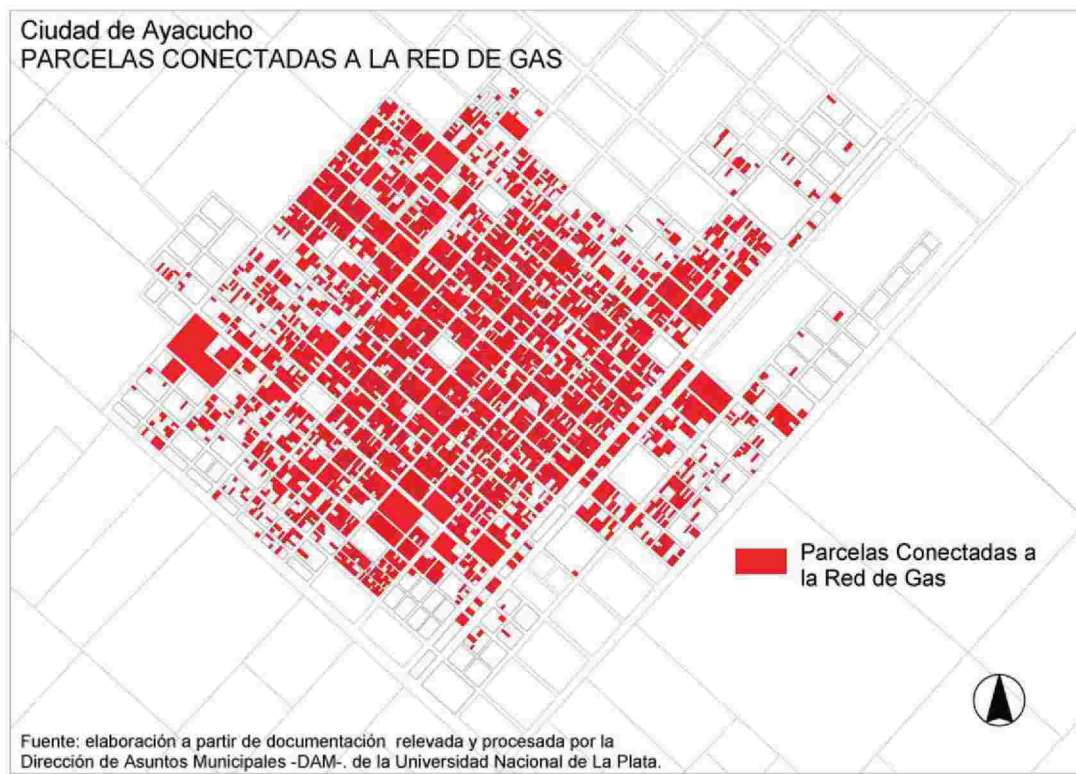 Ciudad de Ayacucho
PARCELAS CONECTADAS A LA RED DE GAS
Parcelas Conectadas a
la Red de Gas
Fuente: elaboración a partir de documentación relevada y procesada por la
Dirección de Asuntos Municipales -DAM-. de la Universidad Nacional de La Plata.